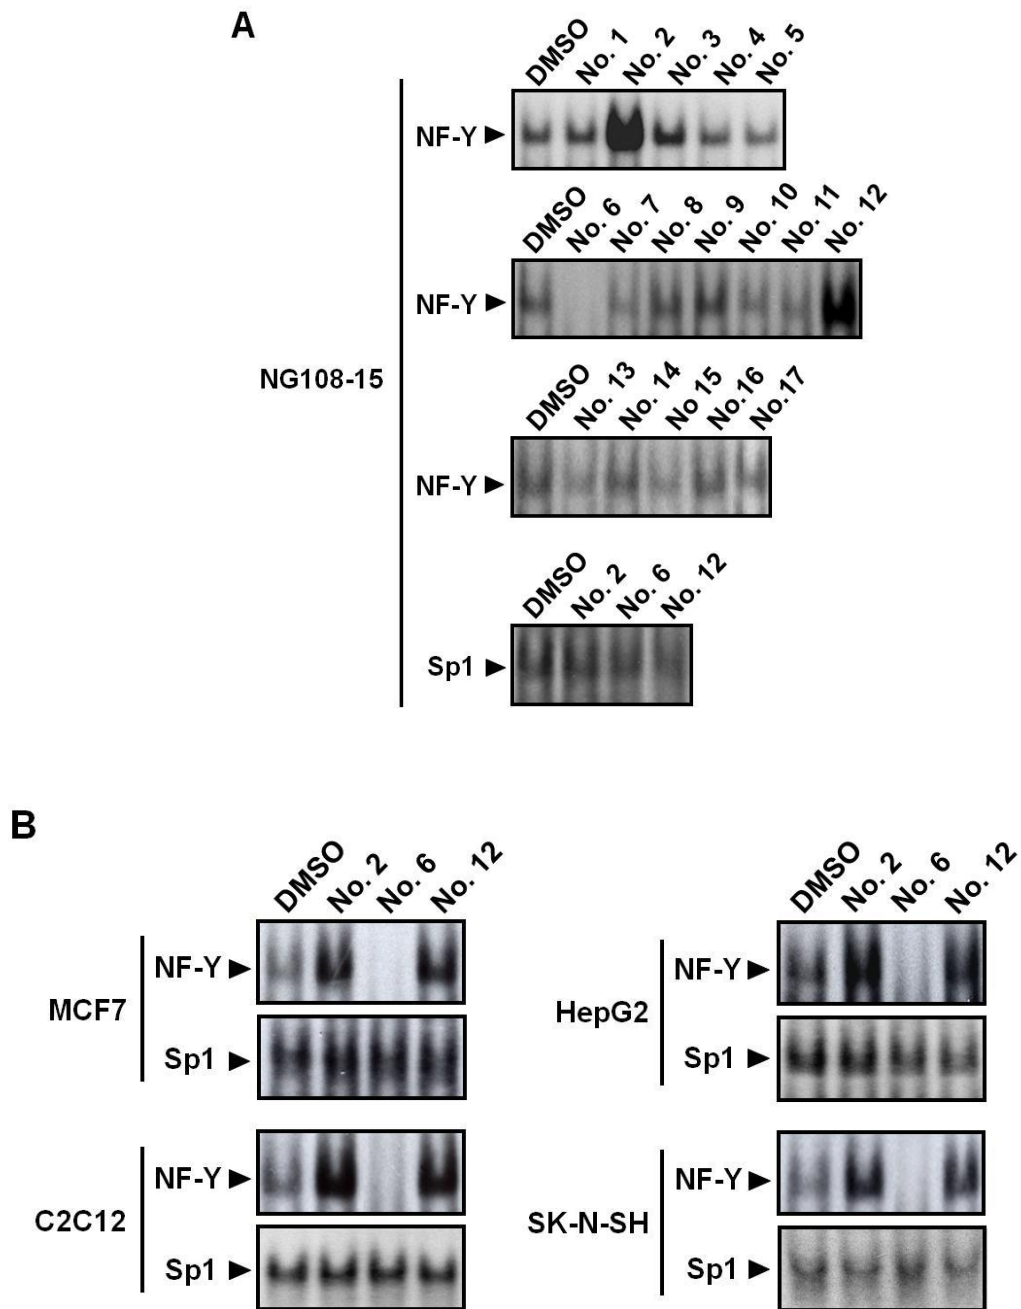 A
DMSO No. 1 No. 2 No. 3 No. 4 No. 5
NF-Y
DMSO No. 6 No. 7 No. 8 No. 9 No. 10 No. 11 No. 12
NF-Y
NG108-15
DMSO No. 13 No. 14 No 15 No.16 No.17
NF-Y
DMSO No. 2 No. 6 No. 12
Sp1
B
DMSO No. 2 No. 6 No. 12
NF-Y
MCF7
Sp1
DMSO No. 2 No. 6 No. 12
NF-Y
HepG2
Sp1
NF-Y
C2C12
Sp1
NF-Y
SK-N-SH
Sp1